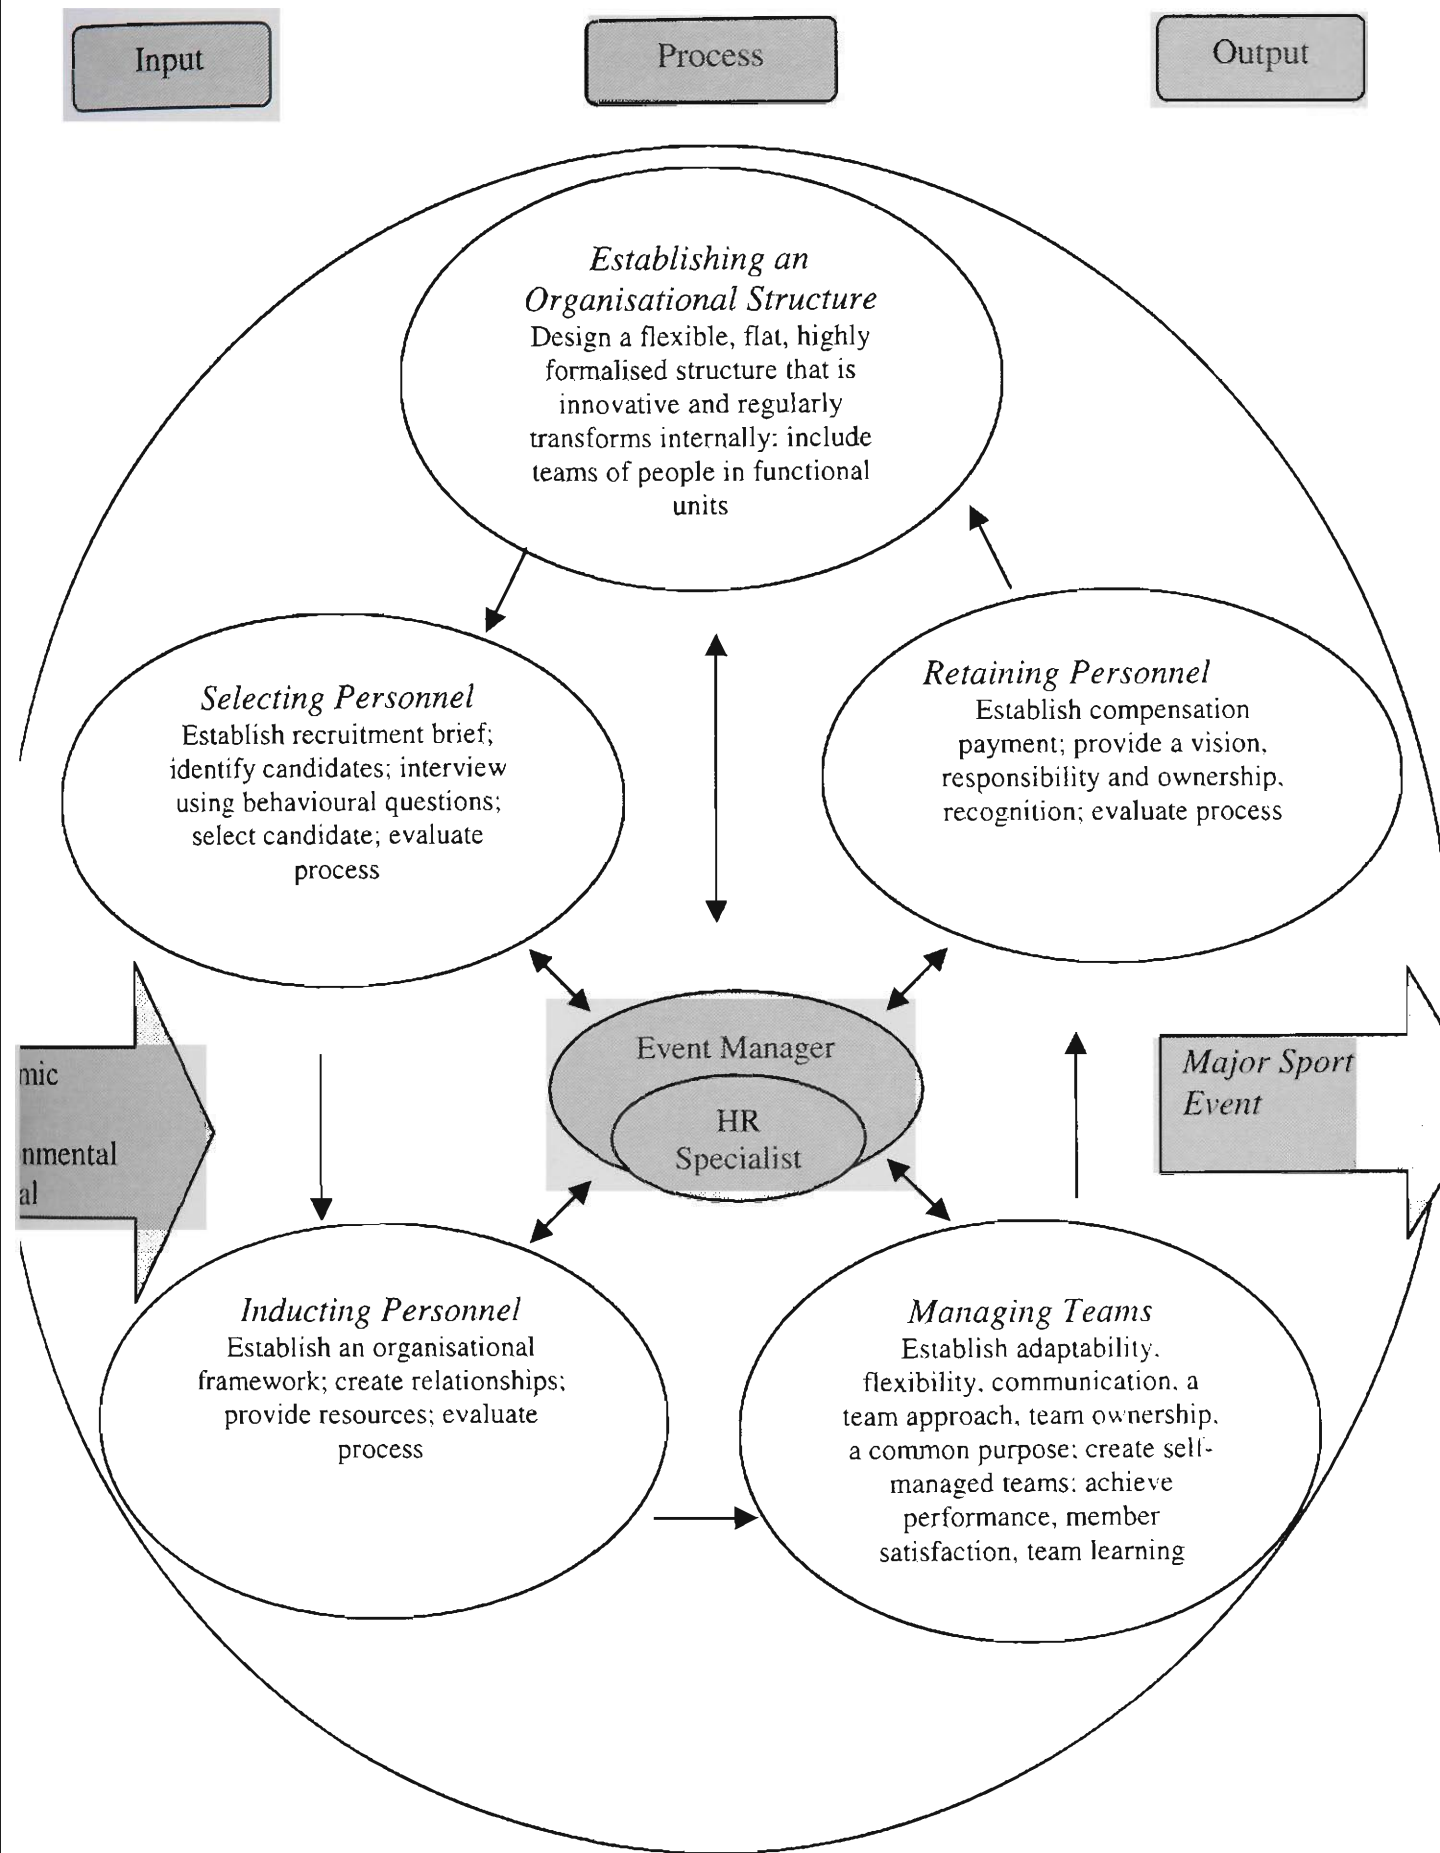 Input
Process
Output
Establishing an
Organisational Structure
Design a flexible, flat, highly
formalised structure that is
innovative and regularly
transforms internally: include
teams of people in functional
units
Selecting Personnel
Establish recruitment brief;
identify candidates; interview
using behavioural questions;
select candidate; evaluate
process
Retaining Personnel
Establish compensation
payment; provide a vision,
responsibility and ownership,
recognition; evaluate process
Event Manager
HR
Specialist
mic
nmental
al
Major Sport
Event
Inducting Personnel
Establish an organisational
framework; create relationships;
provide resources; evaluate
process
Managing Teams
Establish adaptability,
flexibility, communication, a
team approach, team ownership,
a common purpose; create self-
managed teams: achieve
performance, member
satisfaction, team learning